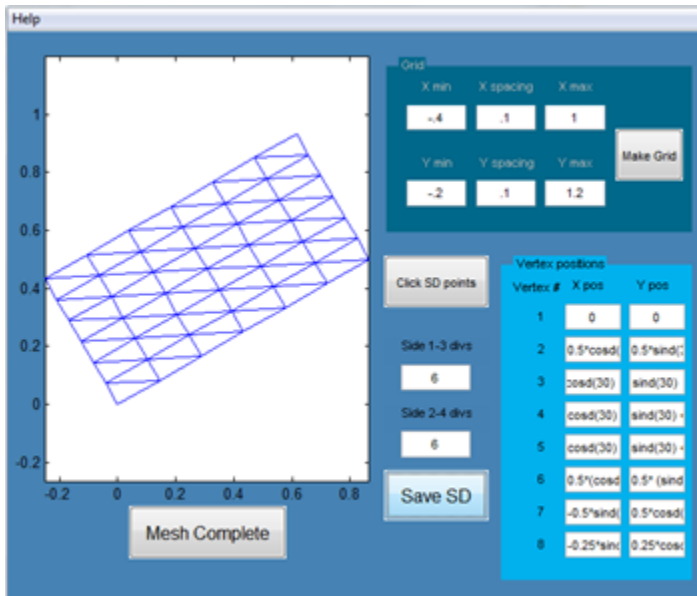 Help
Grid
X min X spacing X max
-.4 .1 1
Make Grid
Y min Y spacing Y max
-.2 .1 1.2
1
0.8
0.6
0.4
0.2
0
-0.2
-0.2 0 0.2 0.4 0.6 0.8
Mesh Complete
Click SD points
Side 1-3 divs
6
Side 2-4 divs
6
Save SD
Vertex positions
Vertex # X pos Y pos
1 0 0
2 0.5*cosd( 0.5*sind(
3 cosd(30) sind(30)
4 cosd(30) sind(30)
5 cosd(30) sind(30)
6 0.5*(cosd 0.5* (sind
7 -0.5*sind( 0.5*cosd(
8 -0.25*sind 0.25*cosd